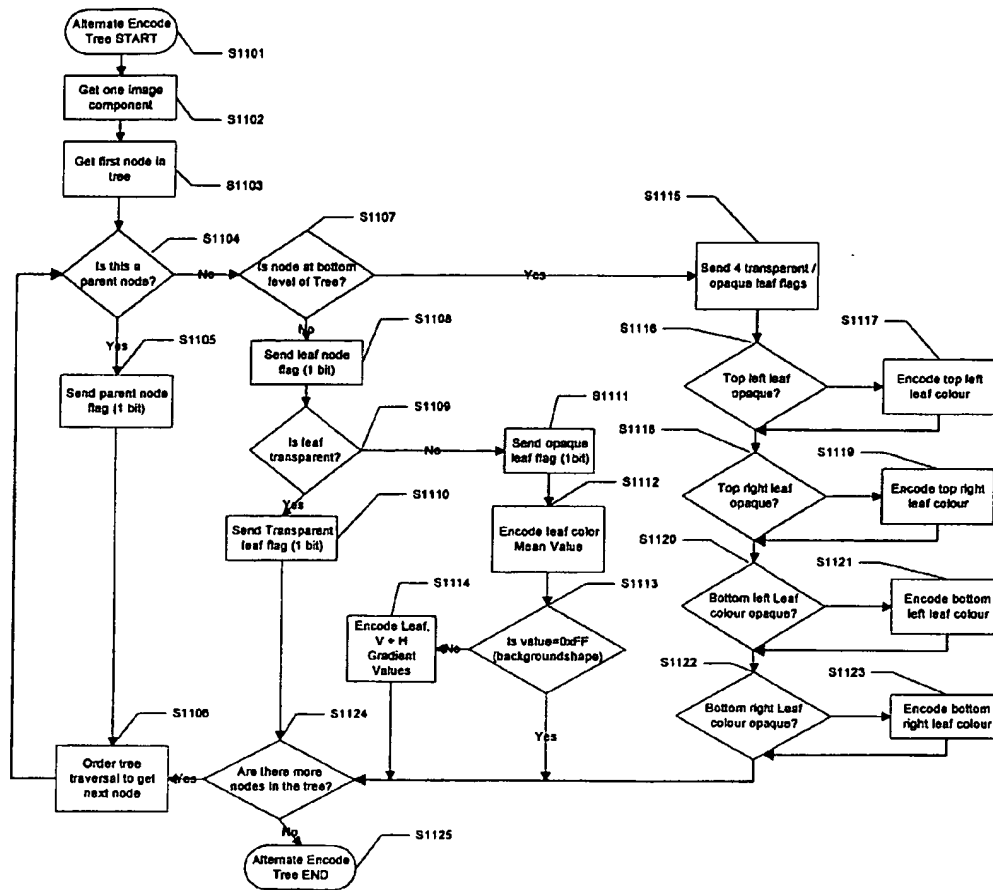 Alternate Encode
Tree START
S1101
Get one image
component
S1102
Get first node in
tree
S1103
S1104
Is this a
parent node?
No
S1107
Is node at bottom
level of Tree?
Yes
S1115
Send 4 transparent /
opaque leaf flags
Yes
S1105
Send parent node
flag (1 bit)
No
S1108
Send leaf node
flag (1 bit)
S1109
Is leaf
transparent?
No
S1111
Send opaque
leaf flag (1bit)
Yes
S1110
Send Transparent
leaf flag (1 bit)
S1112
Encode leaf color
Mean Value
S1113
Is value=0xFF
(backgroundshape)
No
S1114
Encode Leaf,
V + H
Gradient
Values
Yes
S1116
Top left leaf
opaque?
S1117
Encode top left
leaf colour
S1118
Top right leaf
opaque?
S1119
Encode top right
leaf colour
S1120
Bottom left Leaf
colour opaque?
S1121
Encode bottom
left leaf colour
S1122
Bottom right Leaf
colour opaque?
S1123
Encode bottom
right leaf colour
S1106
Order tree
traversal to get
next node
Yes
S1124
Are there more
nodes in the tree?
No
S1125
Alternate Encode
Tree END